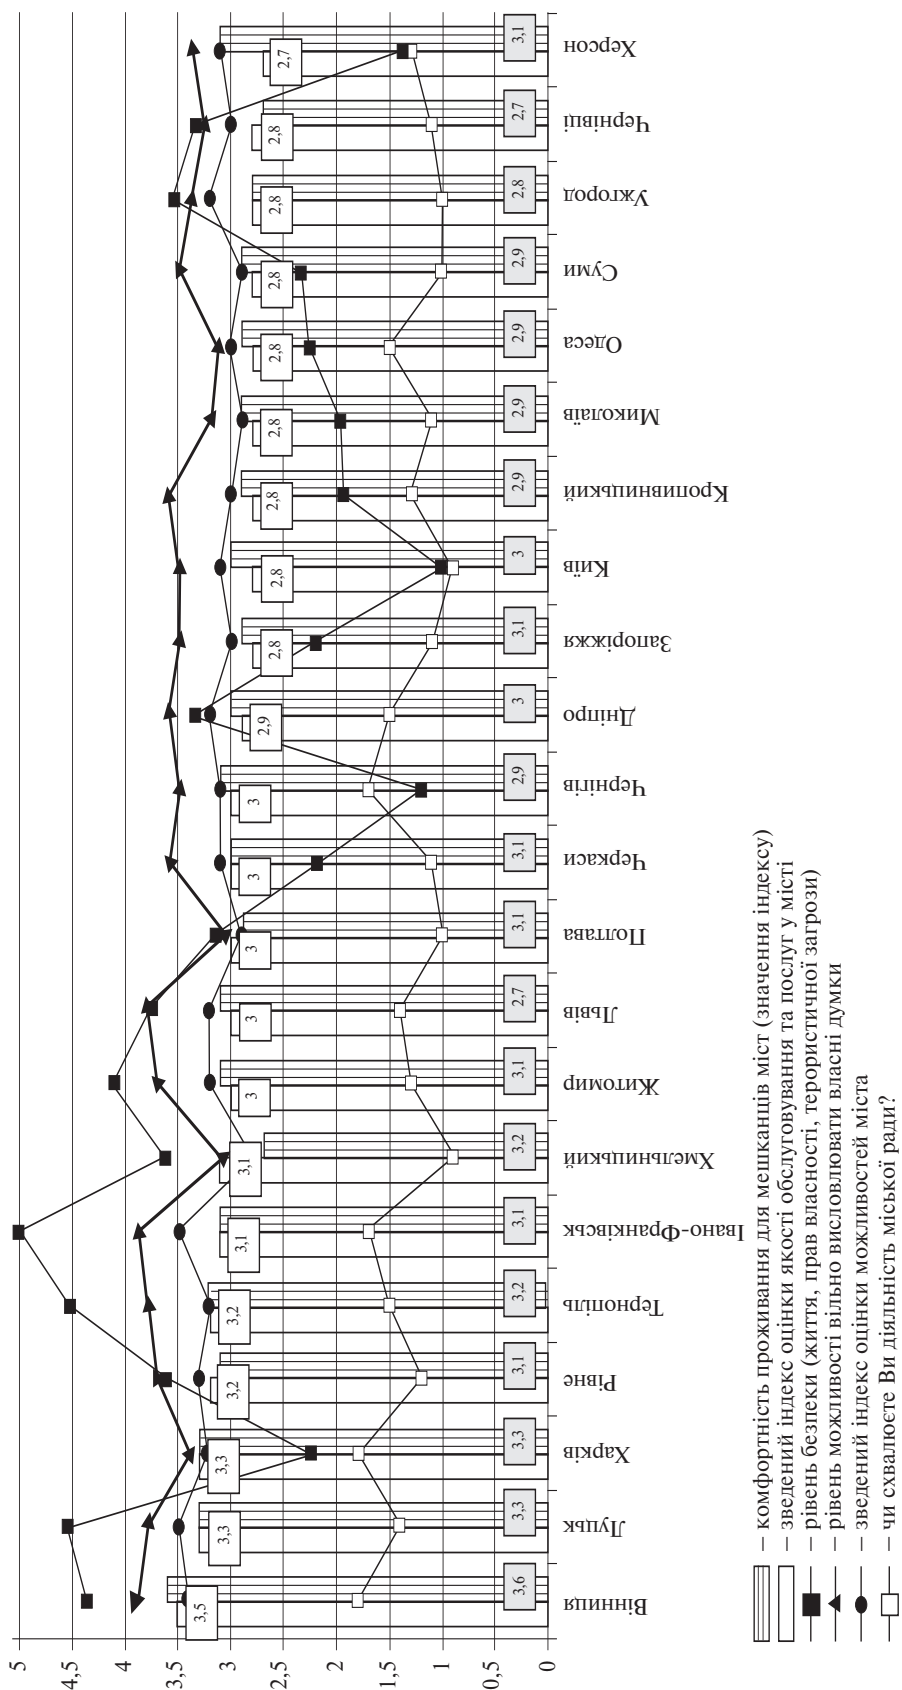 5
4,5
4
3,5
3
2,5
2
1,5
1
0,5
0
3,5
3,3
3,3
3,2
3,2
3,1
3,1
3
3
3
3
3
2,9
2,8
2,8
2,8
2,8
2,8
2,8
2,8
2,8
2,7
3,6
3,3
3,3
3,1
3,2
3,1
3,2
3,1
2,7
3,1
3,1
2,9
3
3,1
3
2,9
2,9
2,9
2,9
2,8
2,7
3,1
Вінниця
Луцьк
Харків
Рівне
Тернопіль
Івано-Франківськ
Хмельницький
Житомир
Львів
Полтава
Черкаси
Чернігів
Дніпро
Запоріжжя
Київ
Кропивницький
Миколаїв
Одеса
Суми
Ужгород
Чернівці
Херсон
– комфортність проживання для мешканців міст (значення індексу)
– зведений індекс оцінки якості обслуговування та послуг у місті
– рівень безпеки (життя, прав власності, терористичної загрози)
– рівень можливості вільно висловлювати власні думки
– зведений індекс оцінки можливостей міста
– чи схвалюєте Ви діяльність міської ради?